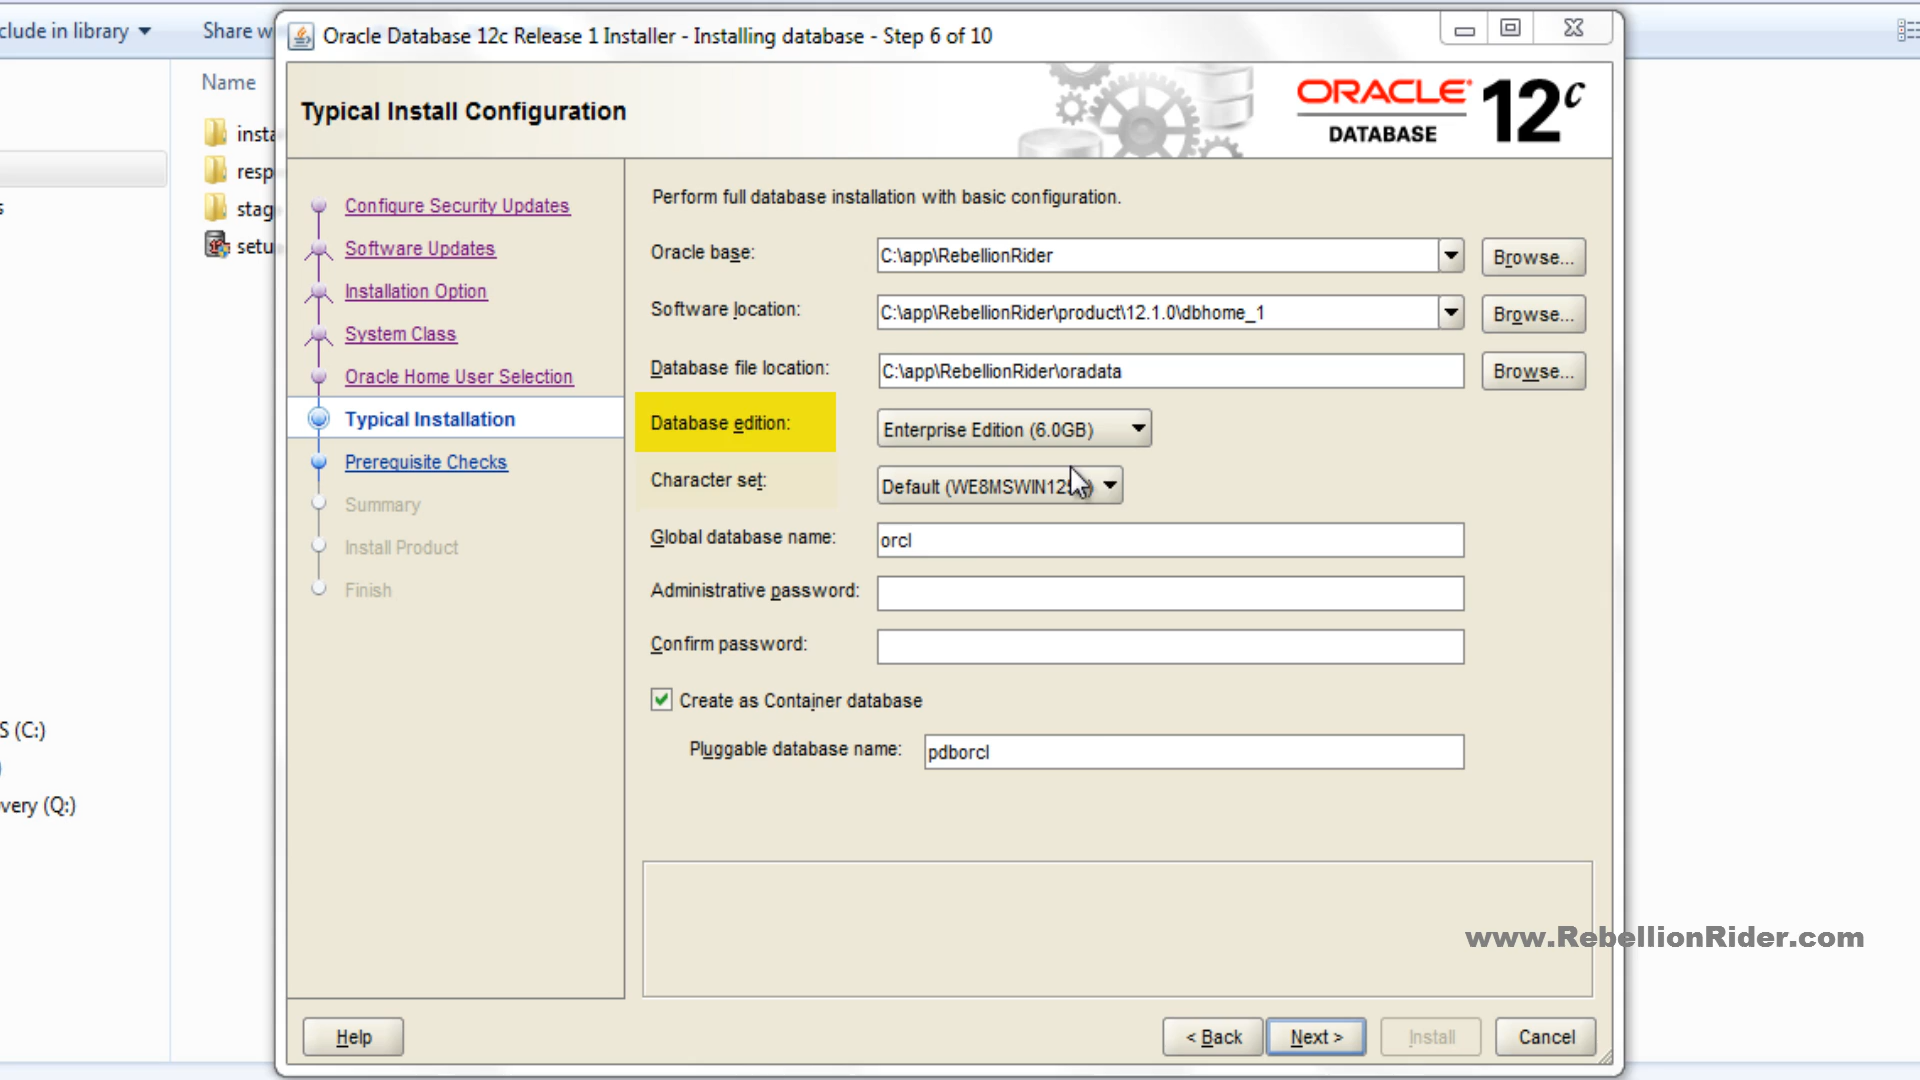 clude in library
Share w
Oracle Database 12c Release 1 Installer - Installing database - Step 6 of 10
Name
insta
resp
stag
setu
s
S (C:)
)
very (Q:)
Typical Install Configuration
ORACLE
DATABASE
12c
Configure Security Updates
Software Updates
Installation Option
System Class
Oracle Home User Selection
Typical Installation
Prerequisite Checks
Summary
Install Product
Finish
Perform full database installation with basic configuration.
Oracle base: C:\app\RebellionRider Browse...
Software location: C:\app\RebellionRider\product\12.1.0\dbhome_1 Browse...
Database file location: C:\app\RebellionRider\oradata Browse...
Database edition: Enterprise Edition (6.0GB)
Character set: Default (WE8MSWIN12
Global database name: orcl
Administrative password:
Confirm password:
Create as Container database
Pluggable database name: pdborcl
www.RebellionRider.com
Help < Back Next > Install Cancel